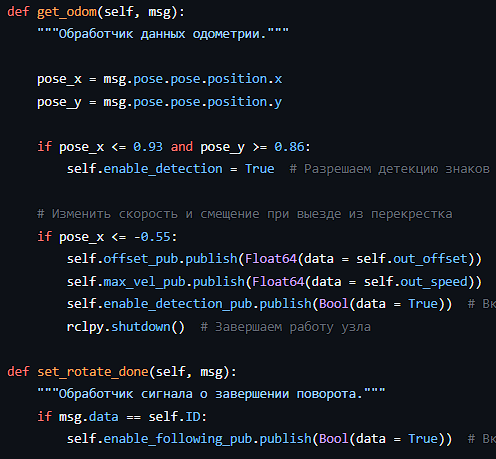 def get_odom(self, msg):
"""Обработчик данных одометрии."""
pose_x = msg.pose.pose.position.x
pose_y = msg.pose.pose.position.y
if pose_x <= 0.93 and pose_y >= 0.86:
self.enable_detection = True  # Разрешаем детекцию знаков
# Изменить скорость и смещение при выезде из перекрестка
if pose_x <= -0.55:
self.offset_pub.publish(Float64(data = self.out_offset))
self.max_vel_pub.publish(Float64(data = self.out_speed))
self.enable_detection_pub.publish(Bool(data = True))  # Вк
rclpy.shutdown()  # Завершаем работу узла
def set_rotate_done(self, msg):
"""Обработчик сигнала о завершении поворота."""
if msg.data == self.ID:
self.enable_following_pub.publish(Bool(data = True))  # Вк